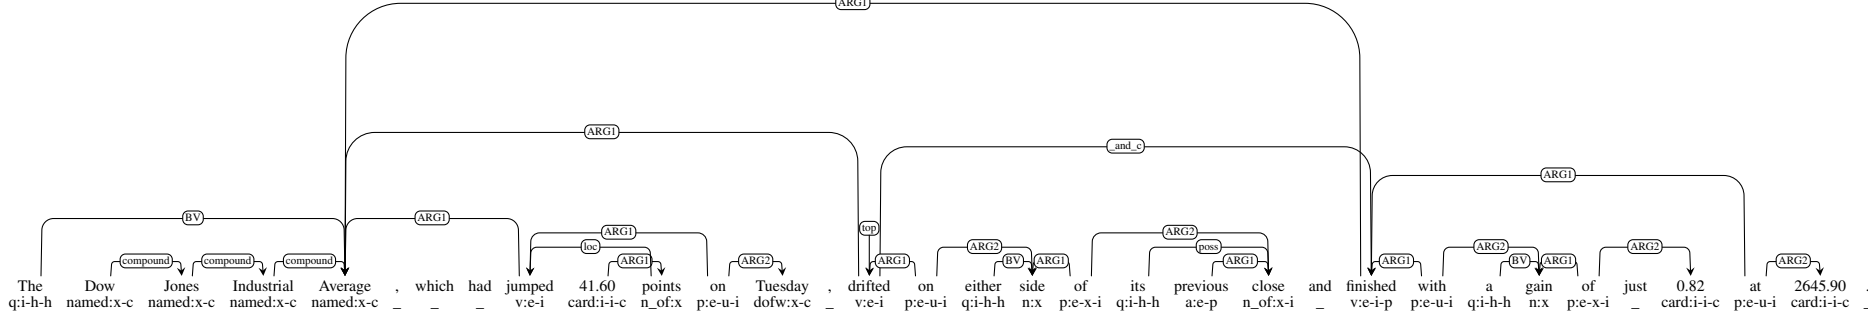 ARG1
ARG1
_and_c
ARG1
BV ARG1 top
ARG1 ARG2
loc ARG2 poss ARG2
compound compound compound ARG1 ARG2 ARG1 BV ARG1 ARG1 ARG1 BV ARG1 ARG2 ARG2
The Dow Jones Industrial Average , which had jumped 41.60 points on Tuesday , drifted on either side of its previous close and finished with a gain of just 0.82 at 2645.90
q:i-h-h named:x-c named:x-c named:x-c named:x-c _ _ _ v:e-i card:i-i-c n_of:x p:e-u-i dofw:x-c _ v:e-i p:e-u-i q:i-h-h n:x p:e-x-i q:i-h-h a:e-p n_of:x-i _ v:e-i-p p:e-u-i q:i-h-h n:x p:e-x-i _ card:i-i-c p:e-u-i card:i-i-c